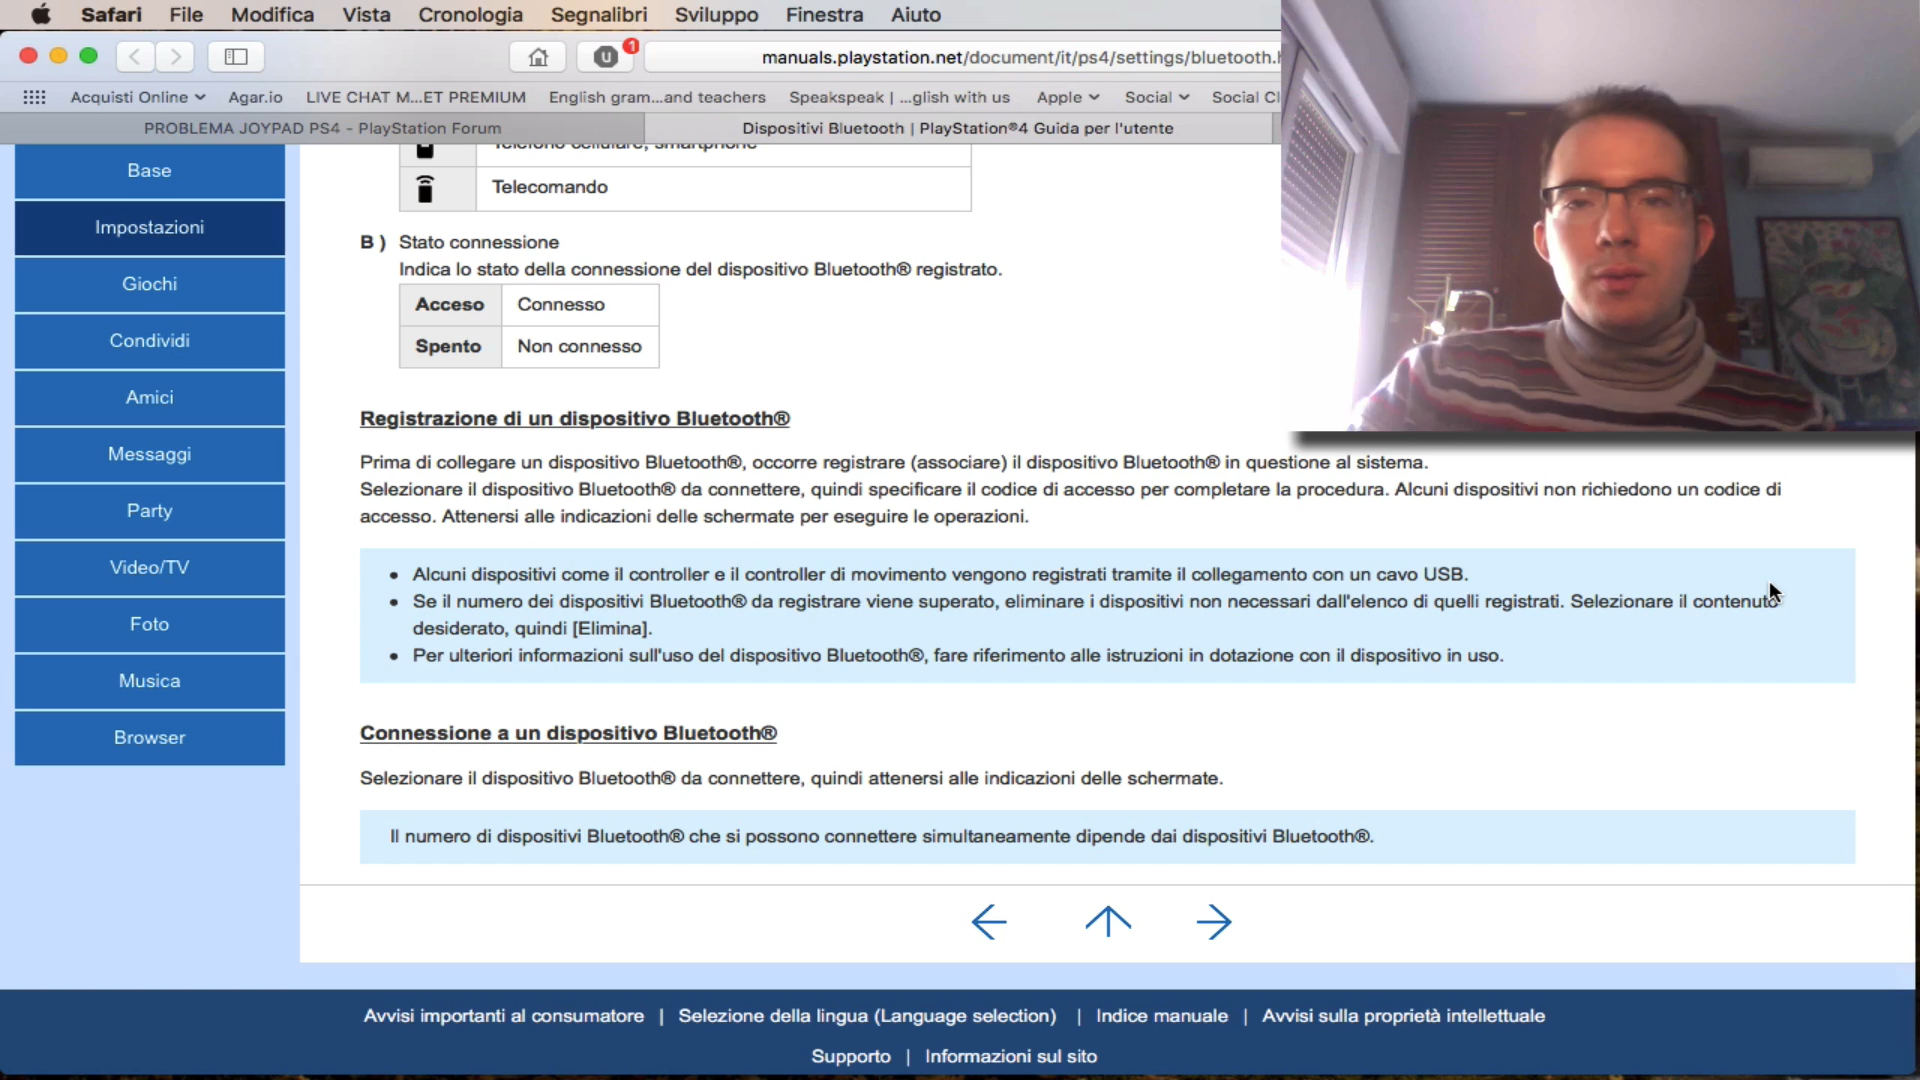 Safari File Modifica Vista Cronologia Segnalibri Sviluppo Finestra Aiuto
1
manuals.playstation.net/document/it/ps4/settings/bluetooth.h
Acquisti Online Agar.io LIVE CHAT M...ET PREMIUM English gram...and teachers Speakspeak | ...glish with us Apple Social Social Cl
PROBLEMA JOYPAD PS4 - PlayStation Forum
Dispositivi Bluetooth | PlayStation®4 Guida per l'utente
Base
Impostazioni
Giochi
Condividi
Amici
Messaggi
Party
Video/TV
Foto
Musica
Browser
Telefono cellulare, smartphone
Telecomando
B ) Stato connessione
Indica lo stato della connessione del dispositivo Bluetooth® registrato.
Acceso Connesso
Spento Non connesso
Registrazione di un dispositivo Bluetooth®
Prima di collegare un dispositivo Bluetooth®, occorre registrare (associare) il dispositivo Bluetooth® in questione al sistema.
Selezionare il dispositivo Bluetooth® da connettere, quindi specificare il codice di accesso per completare la procedura. Alcuni dispositivi non richiedono un codice di
accesso. Attenersi alle indicazioni delle schermate per eseguire le operazioni.
• Alcuni dispositivi come il controller e il controller di movimento vengono registrati tramite il collegamento con un cavo USB.
• Se il numero dei dispositivi Bluetooth® da registrare viene superato, eliminare i dispositivi non necessari dall'elenco di quelli registrati. Selezionare il contenuto
desiderato, quindi [Elimina].
• Per ulteriori informazioni sull'uso del dispositivo Bluetooth®, fare riferimento alle istruzioni in dotazione con il dispositivo in uso.
Connessione a un dispositivo Bluetooth®
Selezionare il dispositivo Bluetooth® da connettere, quindi attenersi alle indicazioni delle schermate.
Il numero di dispositivi Bluetooth® che si possono connettere simultaneamente dipende dai dispositivi Bluetooth®.
Avvisi importanti al consumatore | Selezione della lingua (Language selection) | Indice manuale | Avvisi sulla proprietà intellettuale
Supporto | Informazioni sul sito